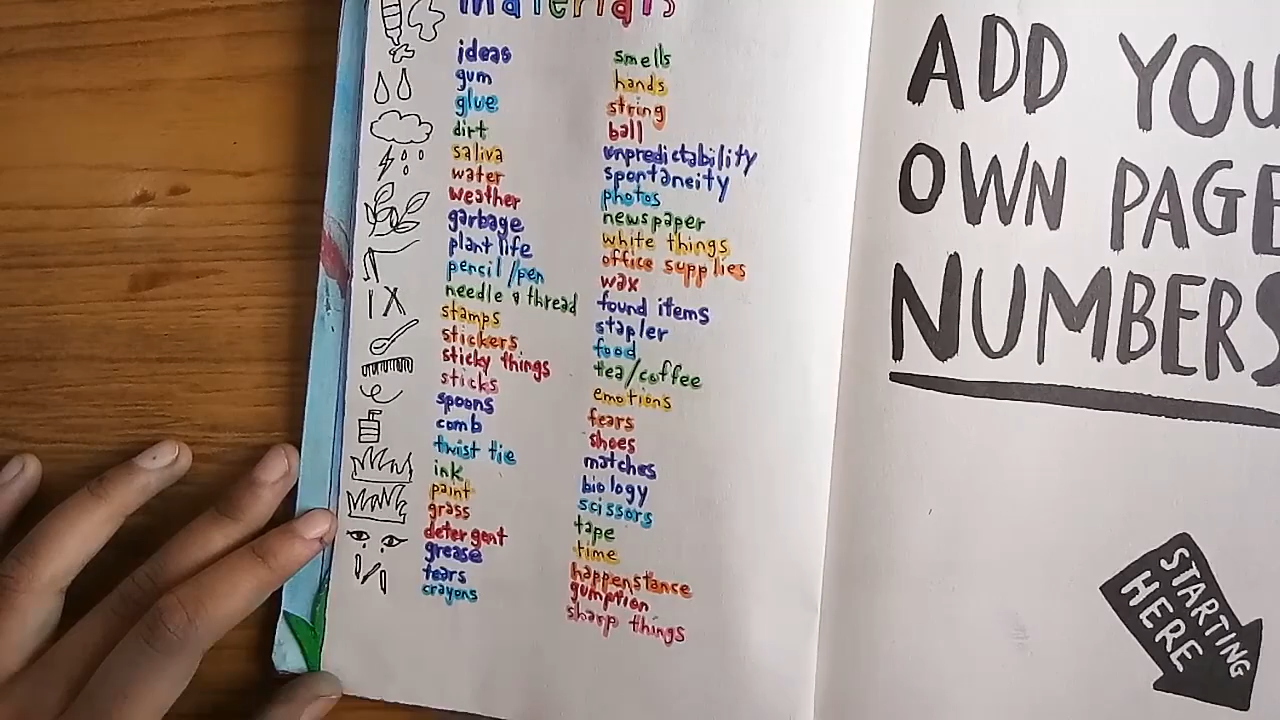 materials
ideas
gum
glue
dirt
saliva
water
weather
garbage
plant life
pencil/pen
needle & thread
stamps
stickers
sticky things
sticks
spoons
comb
twist tie
ink
paint
grass
detergent
grease
tears
crayons
smells
hands
string
ball
unpredictability
spontaneity
photos
newspaper
white things
office supplies
wax
found items
stapler
food
tea/coffee
emotions
fears
shoes
matches
biology
scissors
tape
time
happenstance
gumption
sharp things
ADD YOU
OWN PAGE
NUMBERS
STARTING
HERE